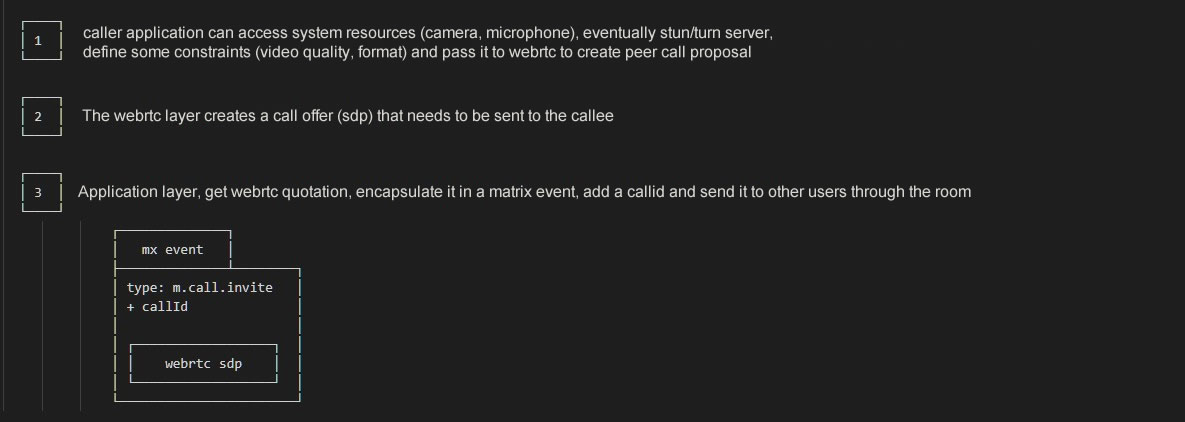 1
caller application can access system resources (camera, microphone), eventually stun/turn server,
define some constraints (video quality, format) and pass it to webrtc to create peer call proposal
2
The webrtc layer creates a call offer (sdp) that needs to be sent to the callee
3
Application layer, get webrtc quotation, encapsulate it in a matrix event, add a callid and send it to other users through the room
mx event
type: m.call.invite
+ callId
webrtc sdp